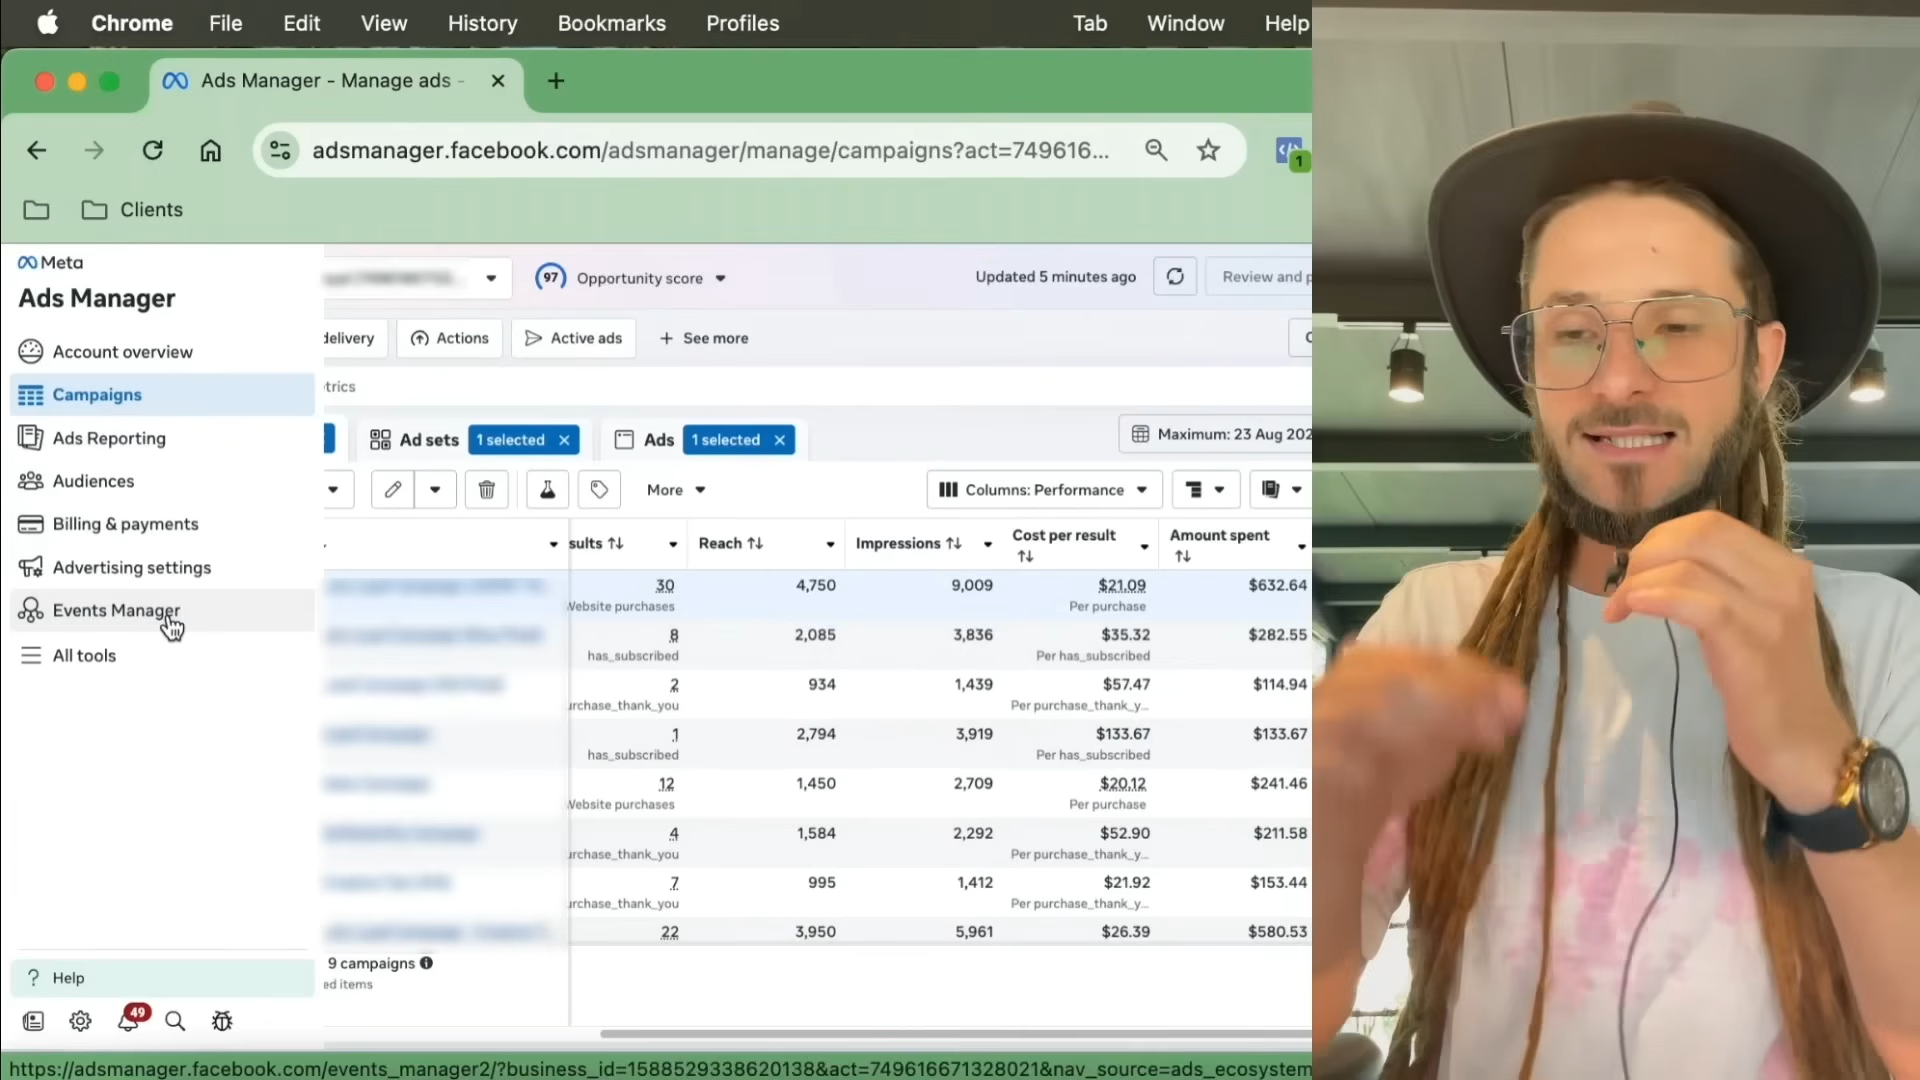 Chrome File Edit View History Bookmarks Profiles Tab Window Help
Ads Manager - Manage ads -
adsmanager.facebook.com/adsmanager/manage/campaigns?act=749616...
1
Clients
Meta
Ads Manager
Account overview
Campaigns
Ads Reporting
Audiences
Billing & payments
Advertising settings
Events Manager
All tools
Help
49
97 Opportunity score
Updated 5 minutes ago
Review and p
delivery
Actions
Active ads
+ See more
trics
Ad sets 1 selected
Ads 1 selected
Maximum: 23 Aug 202
More
Columns: Performance
sults Reach Impressions Cost per result Amount spent
30 4,750 9,009 $21.09 $632.64
Website purchases Per purchase
8 2,085 3,836 $35.32 $282.55
has_subscribed Per has_subscribed
2 934 1,439 $57.47 $114.94
urchase_thank_you Per purchase_thank_y...
1 2,794 3,919 $133.67 $133.67
has_subscribed Per has_subscribed
12 1,450 2,709 $20.12 $241.46
Website purchases Per purchase
4 1,584 2,292 $52.90 $211.58
urchase_thank_you Per purchase_thank_y...
7 995 1,412 $21.92 $153.44
urchase_thank_you Per purchase_thank_y...
22 3,950 5,961 $26.39 $580.53
9 campaigns
ed items
https://adsmanager.facebook.com/events_manager2/?business_id=1588529338620138&act=749616671328021&nav_source=ads_ecosystem